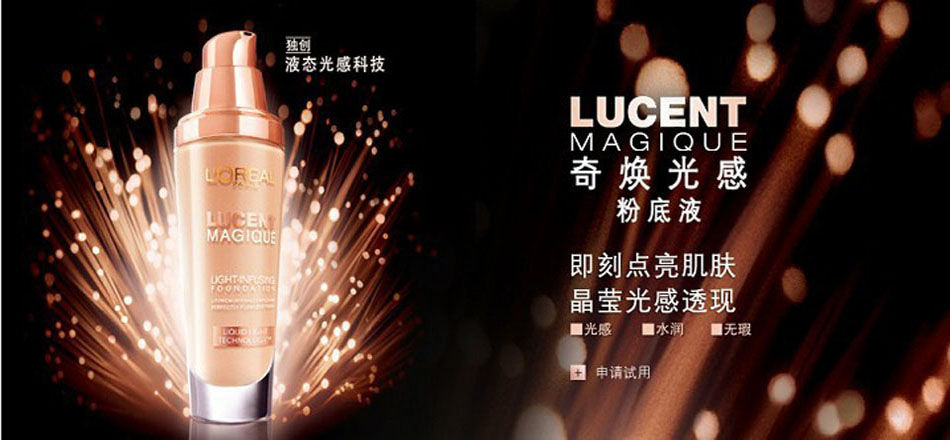 独创
液态光感科技
L'ORÉAL
PARIS
LUCENT
MAGIQUE
LIGHT-INFUSING
FOUNDATION
LIQUID LIGHT
TECHNOLOGY
LUCENT
MAGIQUE
奇焕光感
粉底液
即刻点亮肌肤
晶莹光感透现
光感 水润 无瑕
+ 申请试用